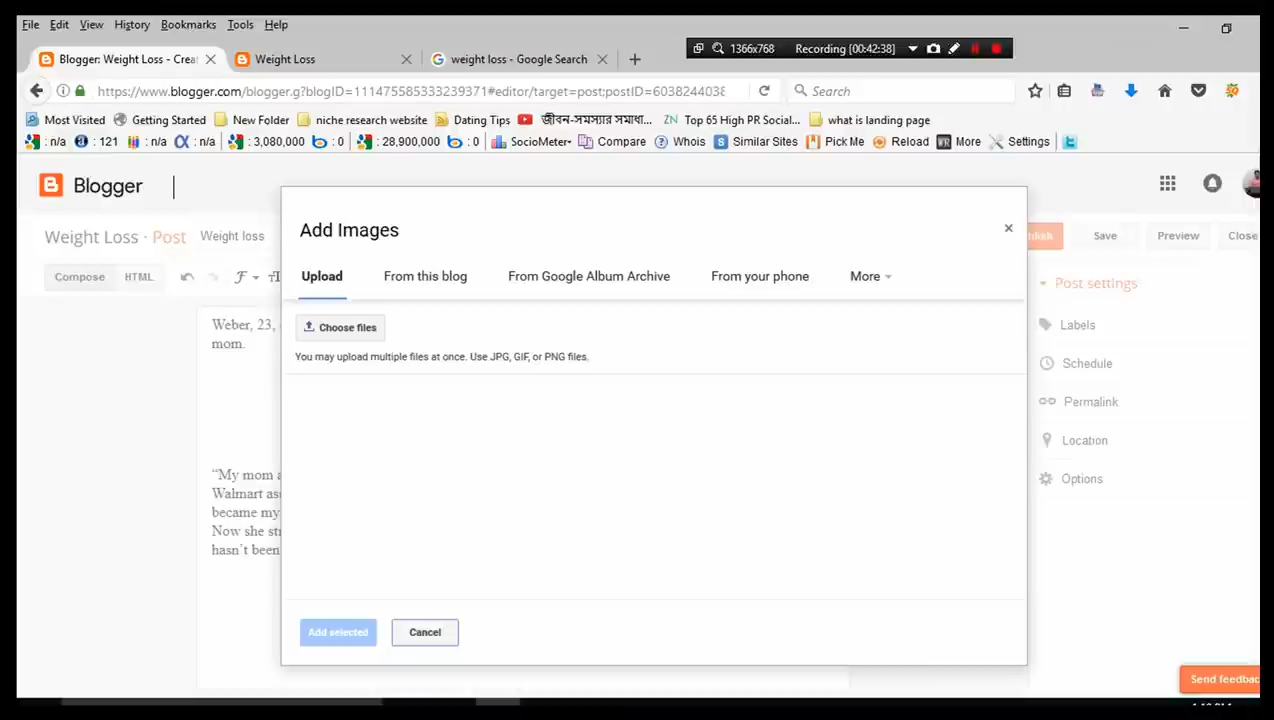 File Edit View History Bookmarks Tools Help
1366x768 Recording [00:42:38]
Blogger: Weight Loss - Crea
Weight Loss
weight loss - Google Search
https://www.blogger.com/blogger.g?blogID=111475585333239371#editor/target=post;postID=6038244038
Search
Most Visited Getting Started New Folder niche research website Dating Tips জীবন-সমস্যার সমাধা... ZN Top 65 High PR Social... what is landing page
: n/a : 121 : n/a : n/a : 3,080,000 : 0 : 28,900,000 : 0 SocioMeter Compare Whois Similar Sites Pick Me Reload More Settings
Blogger
Add Images
Weight Loss · Post Weight loss
Save Preview Close
Upload From this blog From Google Album Archive From your phone More
Compose HTML
Post settings
Choose files
Weber, 23,
mom.
You may upload multiple files at once. Use JPG, GIF, or PNG files.
Labels
Schedule
Permalink
Location
Options
“My mom a
Walmart as
became my
Now she st
hasn’t been
Add selected Cancel
Send feedbac